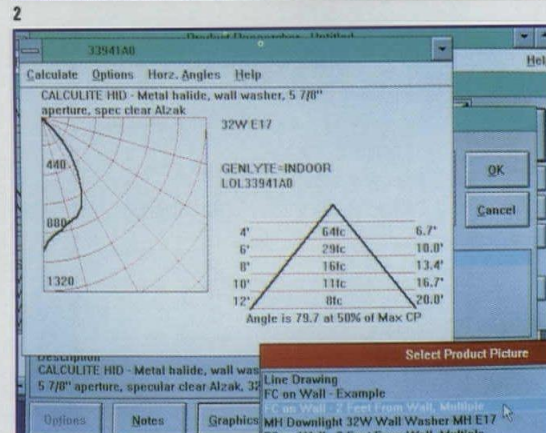 2
Product Untitled
33941A0
Help
Calculate Options Horz. Angles Help
CALCULITE HID - Metal halide, wall washer, 5 7/8"
aperture, spec clear Alzak
32W E17
440
880
1320
GENLYTE=INDOOR
LOL33941A0
4' 64fc 6.7'
6' 29fc 10.0'
8' 16fc 13.4'
10' 11fc 16.7'
12' 8fc 20.0'
Angle is 79.7 at 50% of Max CP
OK
Cancel
Description
CALCULITE HID - Metal halide, wall was
5 7/8" aperture, specular clear Alzak, 32
Options Notes Graphics
Select Product Picture
Line Drawing
FC on Wall - Example
FC on Wall - 2 Feet From Wall, Multiple
MH Downlight 32W Wall Washer MH E17